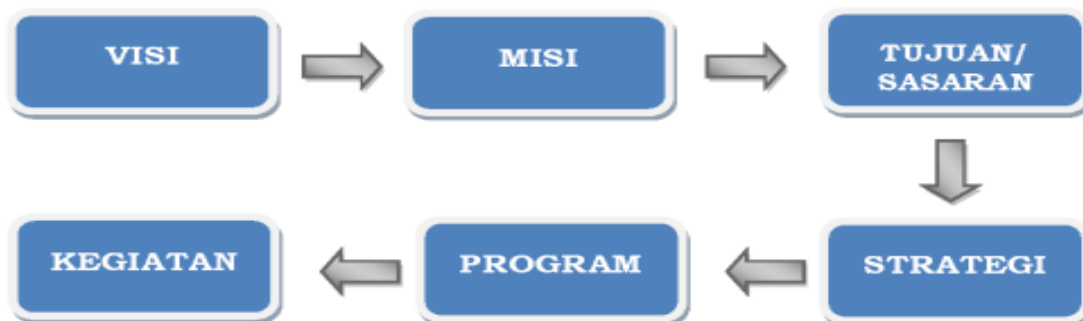 VISI
MISI
TUJUAN/
SASARAN
STRATEGI
PROGRAM
KEGIATAN